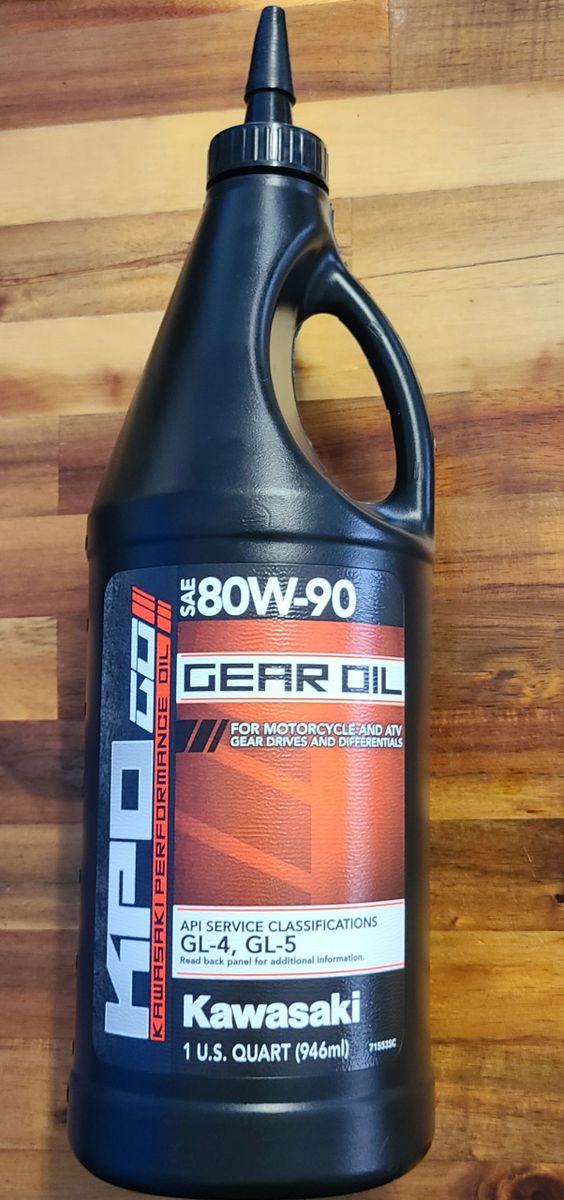 SAE 80W-90
GEAR OIL
FOR MOTORCYCLE AND ATV
GEAR DRIVES AND DIFFERENTIALS
KPO GO
KAWASAKI PERFORMANCE OIL
API SERVICE CLASSIFICATIONS
GL-4, GL-5
Read back panel for additional information.
Kawasaki
1 U.S. QUART (946ml)
715535C